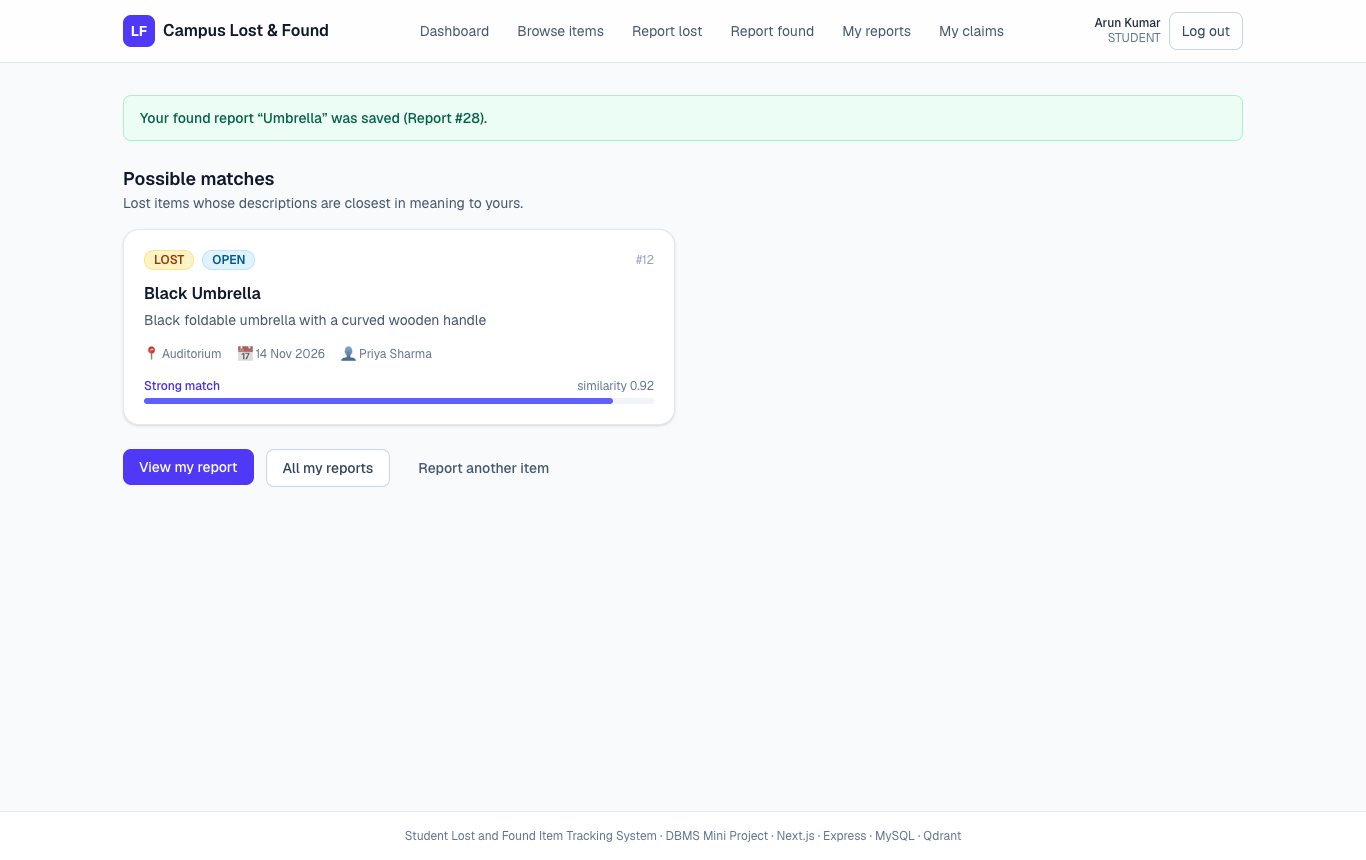 LF Campus Lost & Found Dashboard Browse items Report lost Report found My reports My claims Arun Kumar STUDENT Log out
Your found report “Umbrella” was saved (Report #28).
Possible matches
Lost items whose descriptions are closest in meaning to yours.
LOST OPEN #12
Black Umbrella
Black foldable umbrella with a curved wooden handle
📍 Auditorium 📅 14 Nov 2026 👤 Priya Sharma
Strong match similarity 0.92
View my report All my reports Report another item
Student Lost and Found Item Tracking System · DBMS Mini Project · Next.js · Express · MySQL · Qdrant